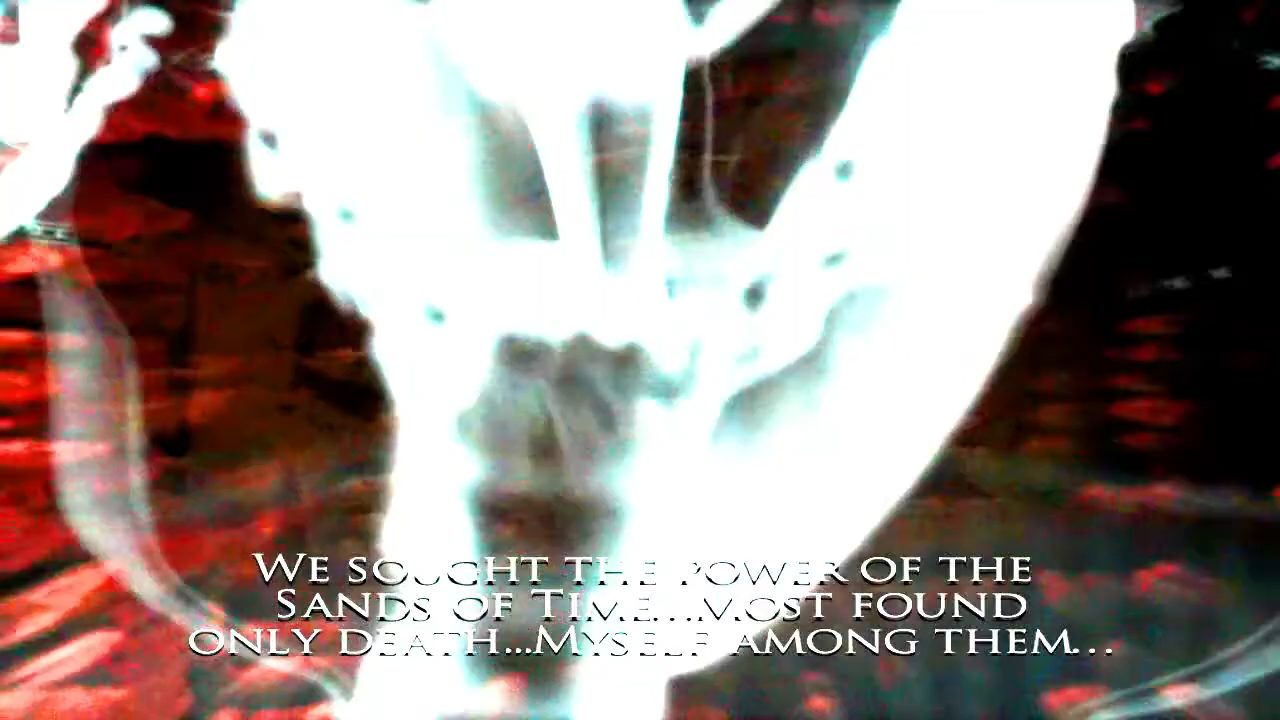 We sought the power of the
Sands of Time...most found
only death...Myself among them...